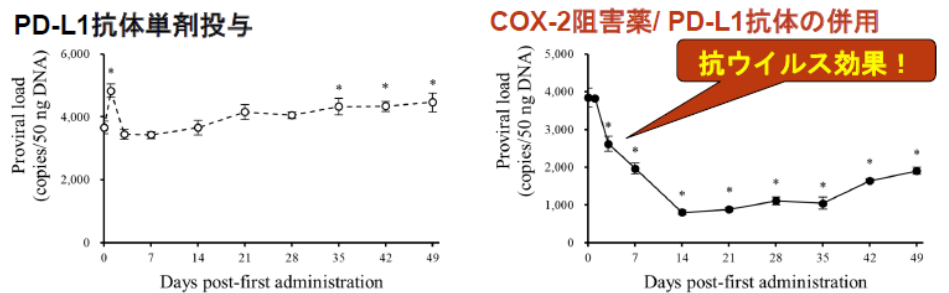 PD-L1抗体単剤投与
Proviral load
(copies/50 ng DNA)
6,000
4,000
2,000
0
*
*
*
*
0 7 14 21 28 35 42 49
Days post-first administration
COX-2阻害薬/ PD-L1抗体の併用
抗ウイルス効果！
Proviral load
(copies/50 ng DNA)
5,000
4,000
3,000
2,000
1,000
0
*
*
*
*
*
*
*
*
0 7 14 21 28 35 42 49
Days post-first administration